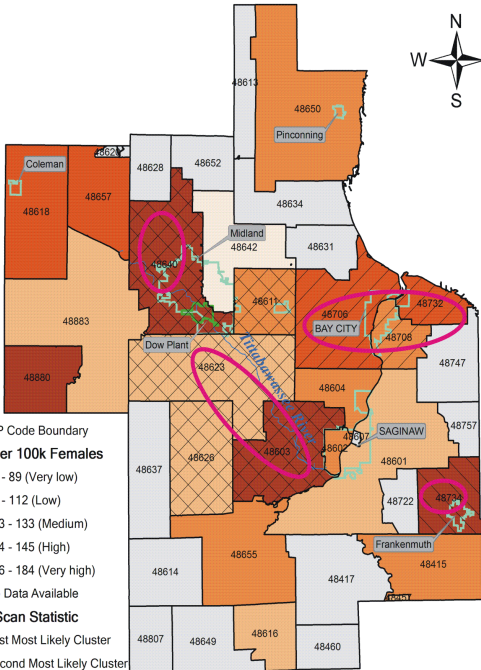 N
W E
S
48613
48650
Pinconning
48628
48652
Coleman
48618
48657
48634
Midland
48642
48631
48640
48611
48706
48732
BAY CITY
48708
48883
Dow Plant
Tittabawassee River
48623
48747
48880
48604
P Code Boundary
er 100k Females
- 89 (Very low)
- 112 (Low)
3 - 133 (Medium)
4 - 145 (High)
6 - 184 (Very high)
Data Available
Scan Statistic
st Most Likely Cluster
econd Most Likely Cluster
48637
48626
48603
48602
48607
SAGINAW
48601
48757
48722
48734
Frankenmuth
48655
48415
48614
48417
48807
48649
48616
48460